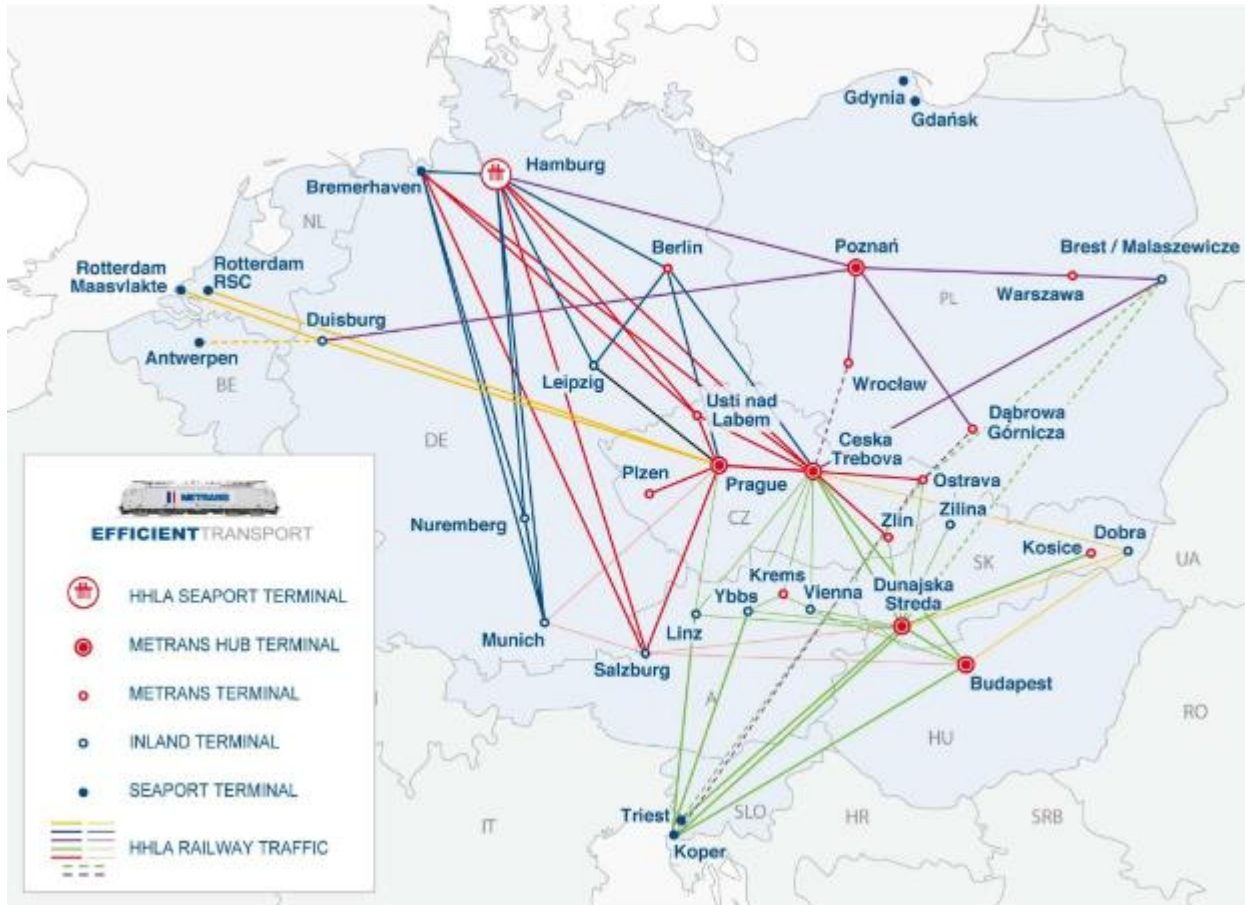 Gdynia
Gdańsk
Hamburg
Bremerhaven
NL
Berlin
Poznań
Brest / Malaszewicze
Rotterdam
Maasvlakte
Rotterdam
RSC
PL
Warszawa
Duisburg
Antwerpen
BE
Leipzig
Wrocław
Usti nad
Labem
Dąbrowa
Górnicza
DE
Ceska
Trebova
Plzen
Prague
Ostrava
METRANS
EFFICIENTTRANSPORT
Nuremberg
CZ
Zlin
Zilina
Kosice
Dobra
SK
UA
HHLA SEAPORT TERMINAL
Krems
Ybbs
Vienna
Dunajska
Streda
METRANS HUB TERMINAL
Munich
Linz
Salzburg
Budapest
METRANS TERMINAL
A
RO
INLAND TERMINAL
HU
SEAPORT TERMINAL
IT
Triest
SLO
HR
SRB
Koper
HHLA RAILWAY TRAFFIC